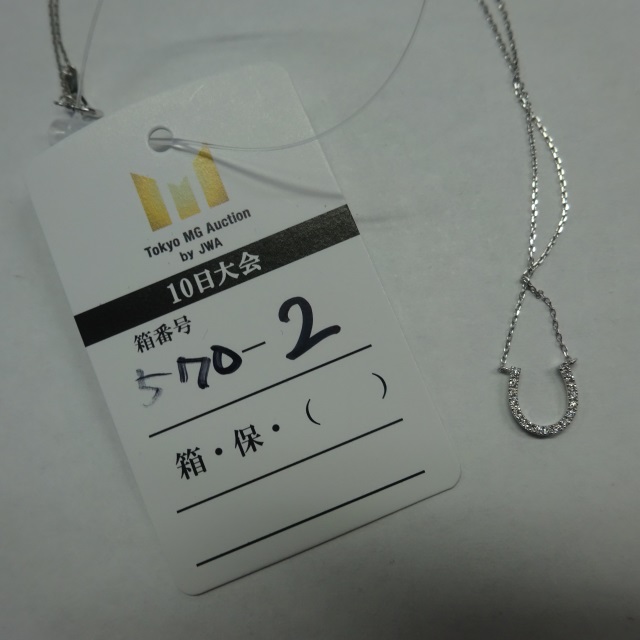 Tokyo MG Auction
by JWA
10日大会
箱番号
570-2
箱・保・（　　）